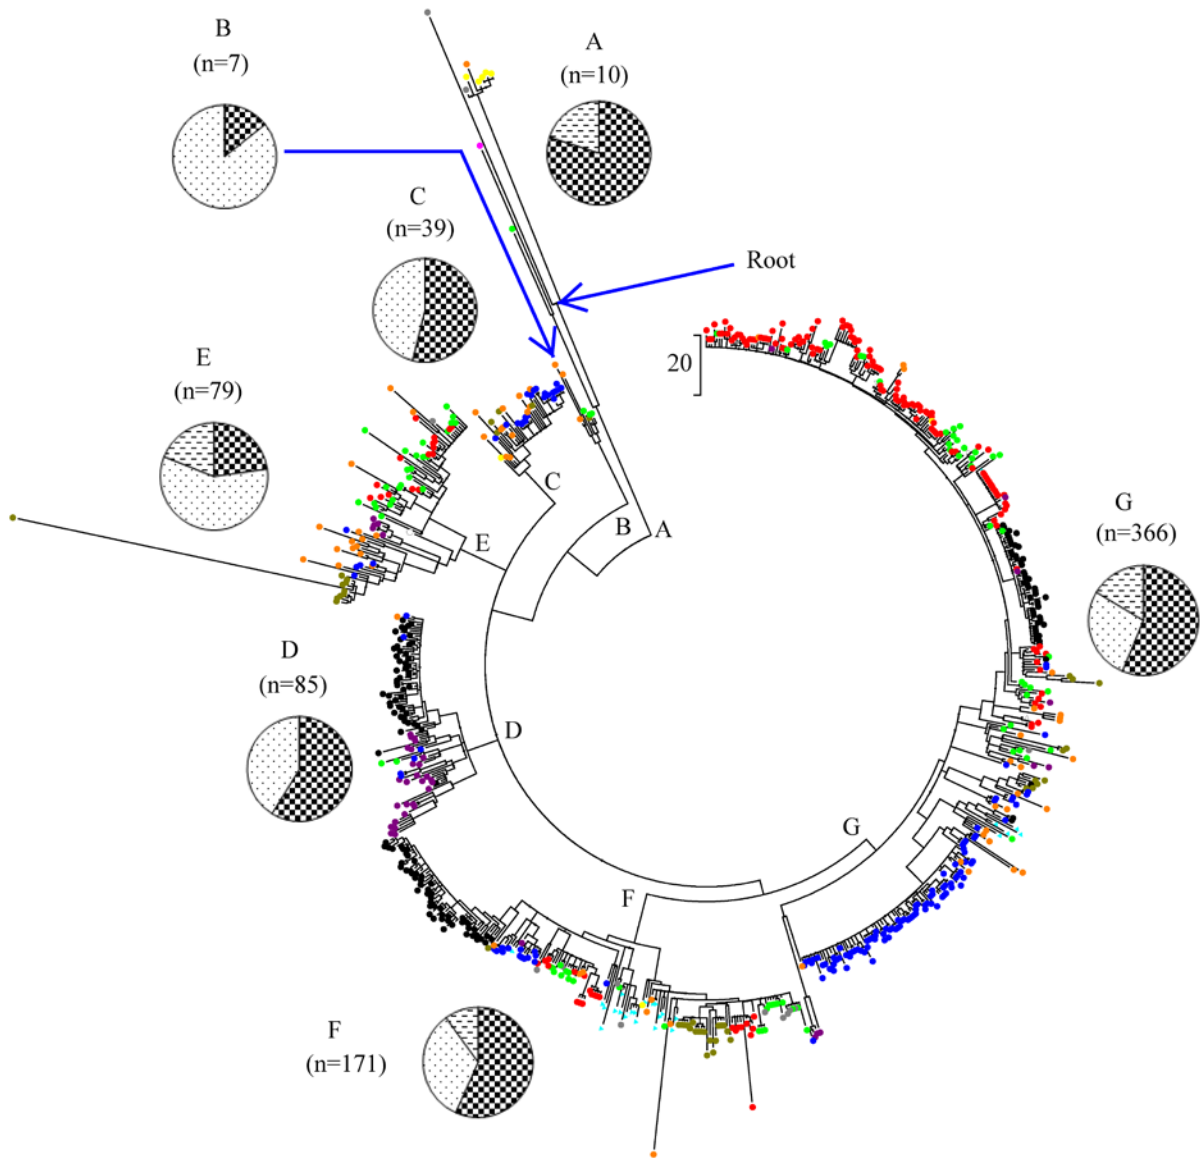 B
(n=7)
A
(n=10)
C
(n=39)
Root
E
(n=79)
20
C
B
A
E
G
(n=366)
D
(n=85)
D
G
F
F
(n=171)